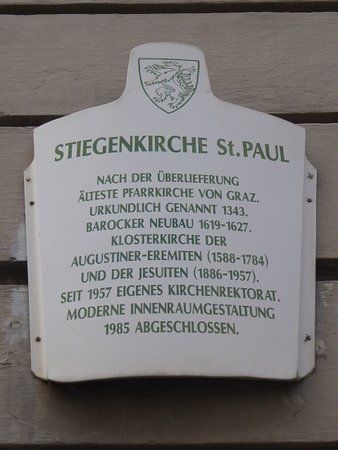 STIEGENKIRCHE St. PAUL
NACH DER ÜBERLIEFERUNG
ÄLTESTE PFARRKIRCHE VON GRAZ.
URKUNDLICH GENANNT 1343.
BAROCKER NEUBAU 1619-1627.
KLOSTERKIRCHE DER
AUGUSTINER-EREMITEN (1588-1784)
UND DER JESUITEN (1886-1957).
SEIT 1957 EIGENES KIRCHENREKTORAT.
MODERNE INNENRAUMGESTALTUNG
1985 ABGESCHLOSSEN.